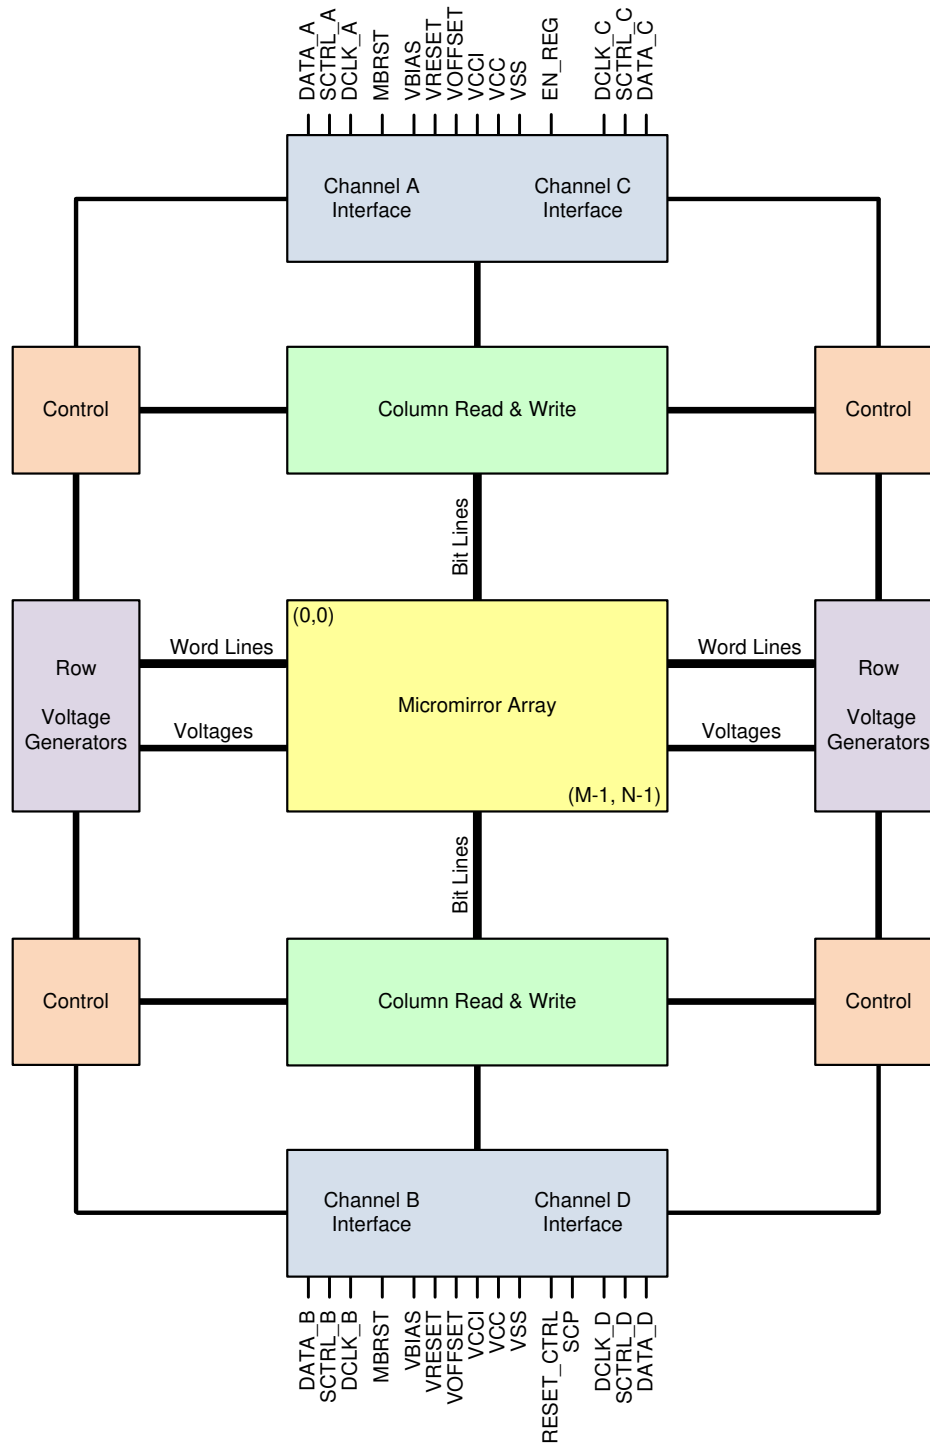 DATA_A
SCTRL_A
DCLK_A
MBRST
VBIAS
VRESET
VOFFSET
VCCI
VCC
VSS
EN_REG
DCLK_C
SCTRL_C
DATA_C
Channel A
Interface
Channel C
Interface
Control
Column Read & Write
Control
Bit Lines
(0,0)
Word Lines
Word Lines
Row
Voltage
Generators
Micromirror Array
Row
Voltage
Generators
Voltages
Voltages
(M-1, N-1)
Bit Lines
Control
Column Read & Write
Control
Channel B
Interface
Channel D
Interface
DATA_B
SCTRL_B
DCLK_B
MBRST
VBIAS
VRESET
VOFFSET
VCCI
VCC
VSS
RESET_CTRL
SCP
DCLK_D
SCTRL_D
DATA_D